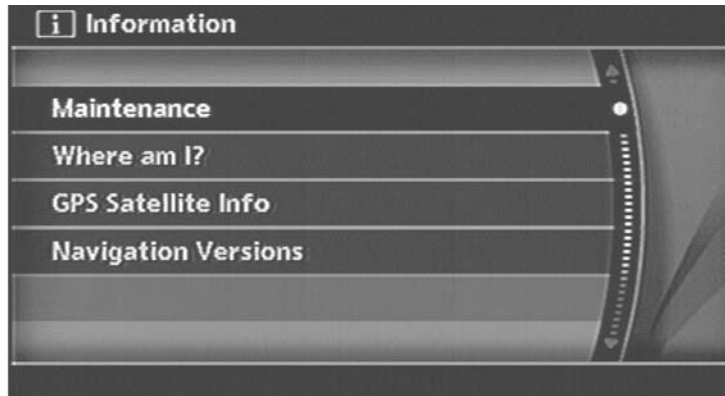 i Information
Maintenance
Where am I?
GPS Satellite Info
Navigation Versions